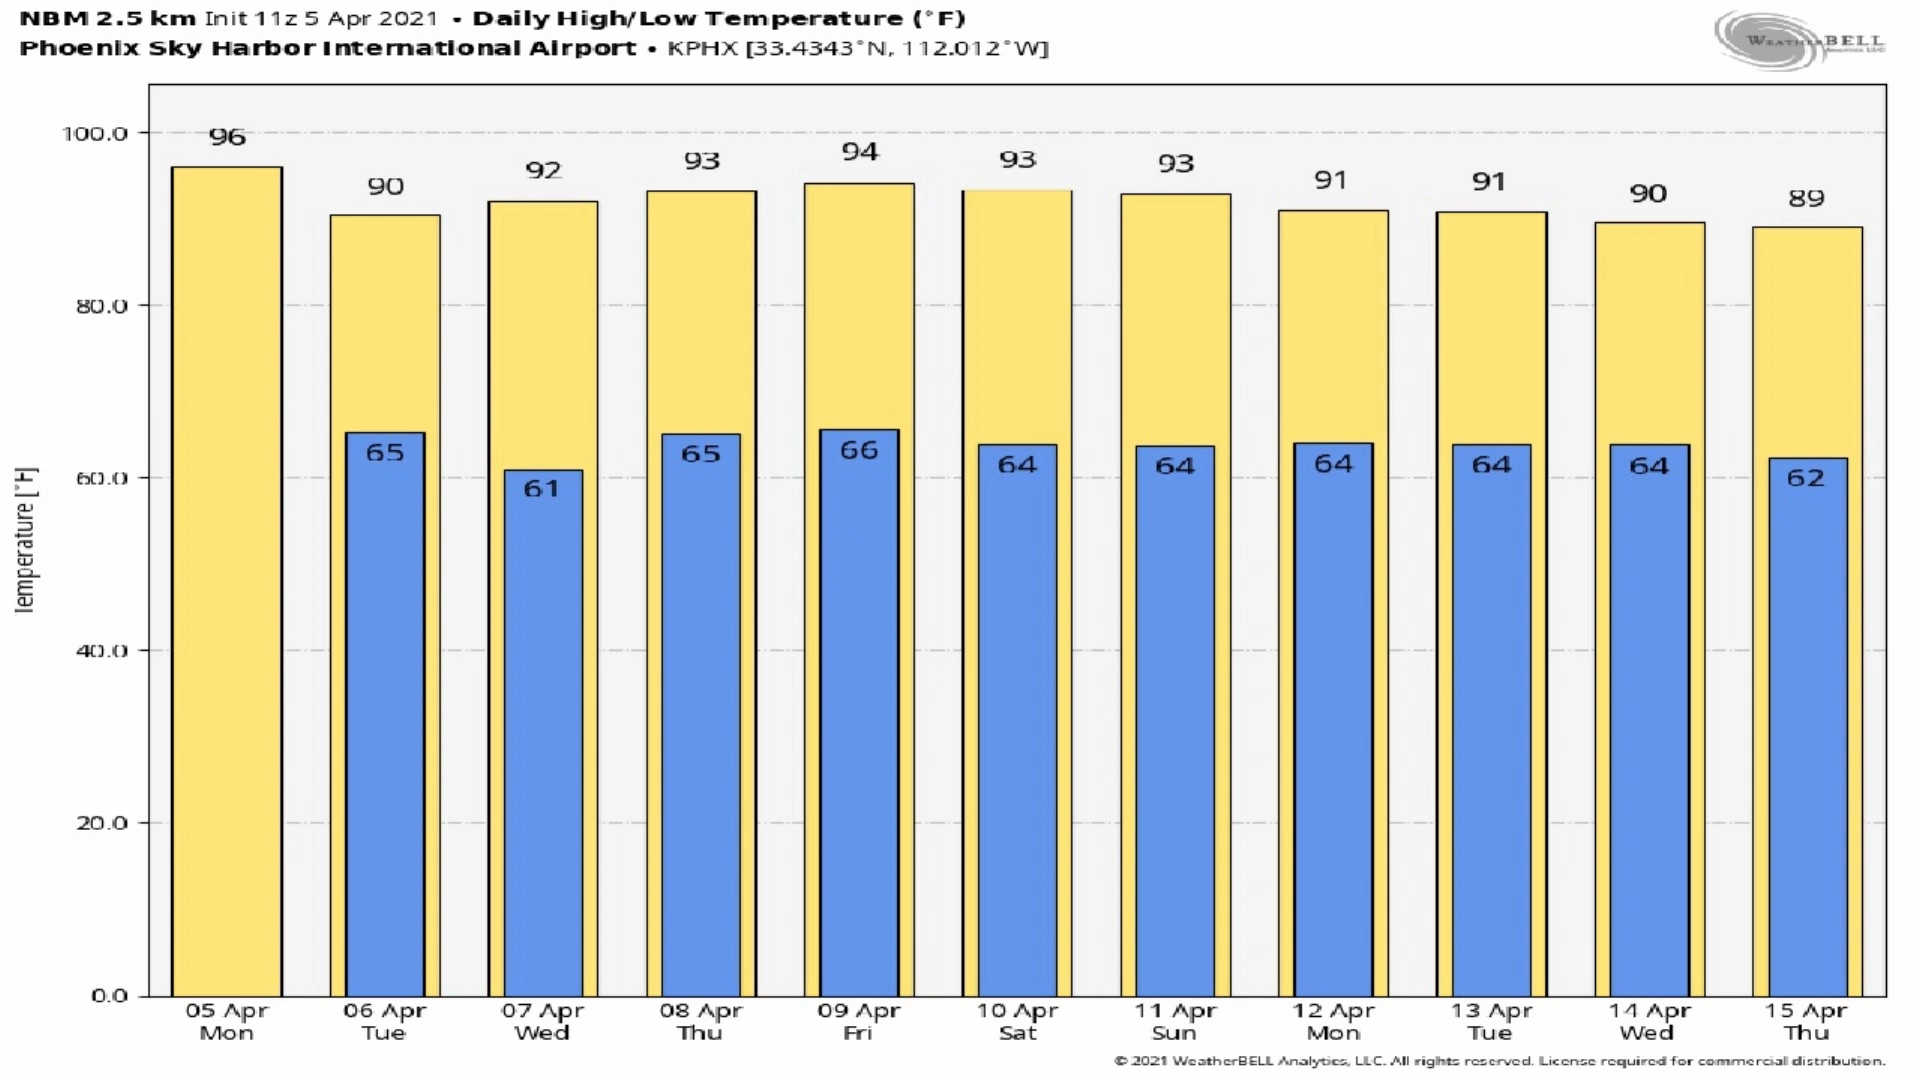 NBM 2.5 km Init 11z 5 Apr 2021 • Daily High/Low Temperature (°F)
Phoenix Sky Harbor International Airport • KPHX [33.4343°N, 112.012°W]
WEATHERBELL
Analytics LLC
100.0
80.0
60.0
40.0
20.0
0.0
Temperature [°F]
96
90
92
93
94
93
93
91
91
90
89
65
61
65
66
64
64
64
64
64
62
05 Apr
Mon
06 Apr
Tue
07 Apr
Wed
08 Apr
Thu
09 Apr
Fri
10 Apr
Sat
11 Apr
Sun
12 Apr
Mon
13 Apr
Tue
14 Apr
Wed
15 Apr
Thu
© 2021 WeatherBELL Analytics, LLC. All rights reserved. License required for commercial distribution.